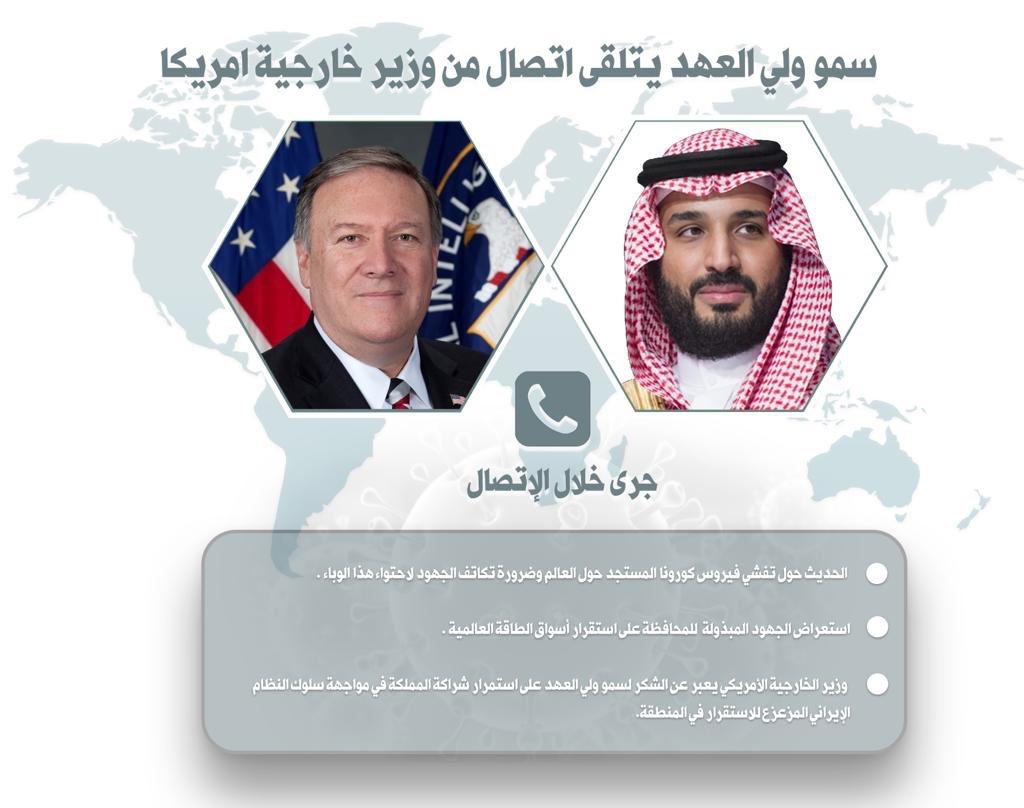 سمو ولي العهد يتلقى اتصال من وزير خارجية امريكا
L INTELLIG
جرى خلال الإتصال
الحديث حول تفشي فيروس كورونا المستجد حول العالم وضرورة تكاتف الجهود لاحتواء هذا الوباء .
استعراض الجهود المبذولة للمحافظة على استقرار أسواق الطاقة العالمية .
وزير الخارجية الأمريكي يعبر عن الشكر لسمو ولي العهد على استمرار شراكة المملكة في مواجهة سلوك النظام
الإيراني المزعزع للاستقرار في المنطقة.